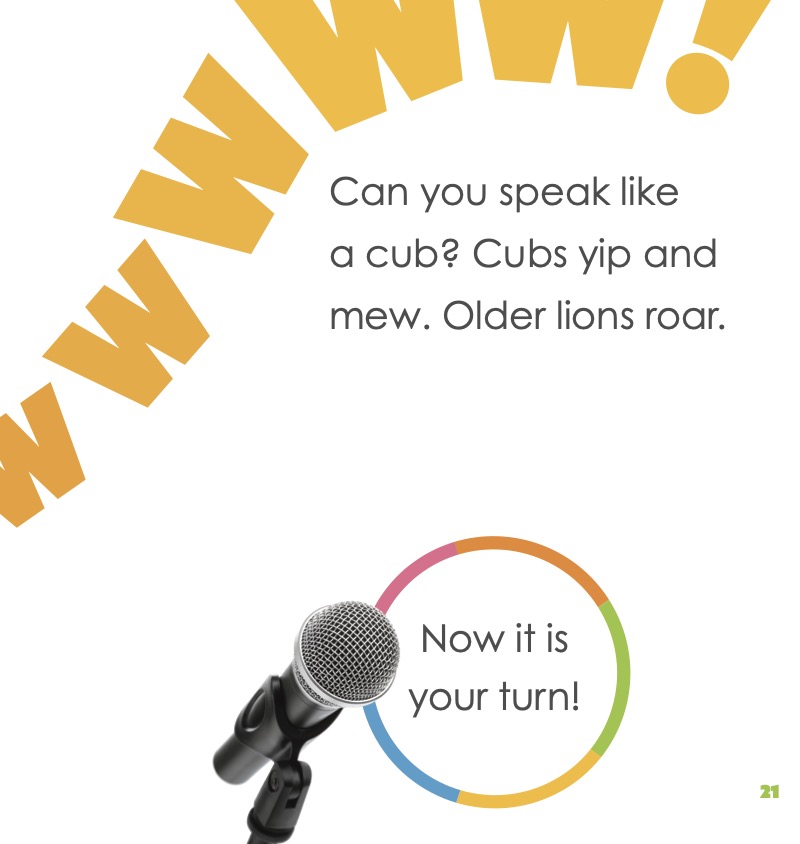 WWWWW!
Can you speak like
a cub? Cubs yip and
mew. Older lions roar.
Now it is
your turn!
21